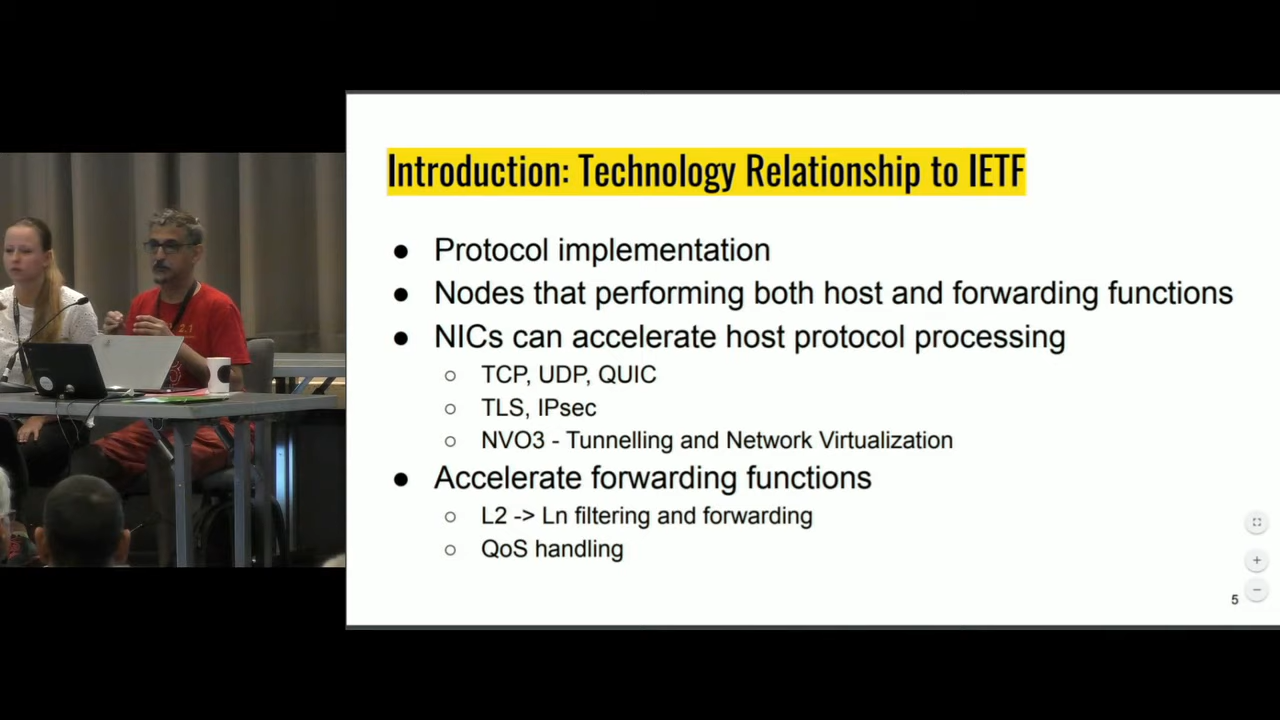 Introduction: Technology Relationship to IETF
● Protocol implementation
● Nodes that performing both host and forwarding functions
● NICs can accelerate host protocol processing
○ TCP, UDP, QUIC
○ TLS, IPsec
○ NVO3 - Tunnelling and Network Virtualization
● Accelerate forwarding functions
○ L2 -> Ln filtering and forwarding
○ QoS handling
5
2.1